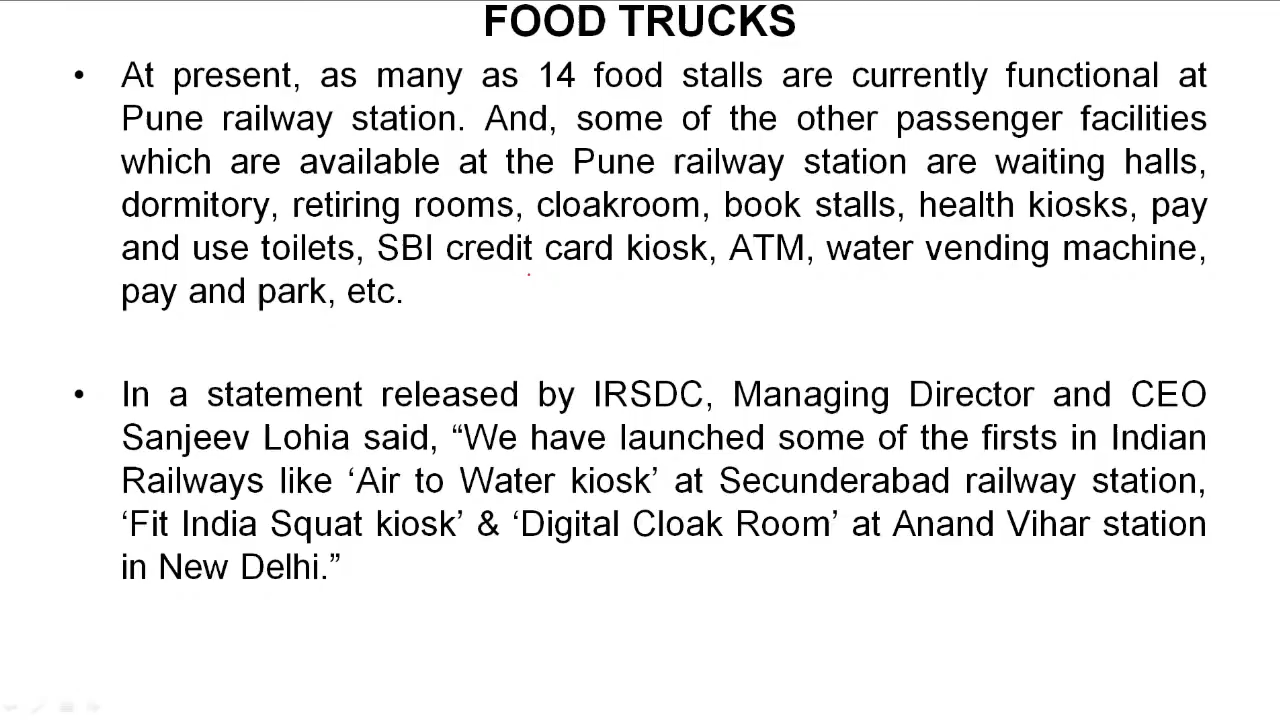 FOOD TRUCKS
• At present, as many as 14 food stalls are currently functional at
Pune railway station. And, some of the other passenger facilities
which are available at the Pune railway station are waiting halls,
dormitory, retiring rooms, cloakroom, book stalls, health kiosks, pay
and use toilets, SBI credit card kiosk, ATM, water vending machine,
pay and park, etc.
• In a statement released by IRSDC, Managing Director and CEO
Sanjeev Lohia said, “We have launched some of the firsts in Indian
Railways like ‘Air to Water kiosk’ at Secunderabad railway station,
‘Fit India Squat kiosk’ & ‘Digital Cloak Room’ at Anand Vihar station
in New Delhi.”